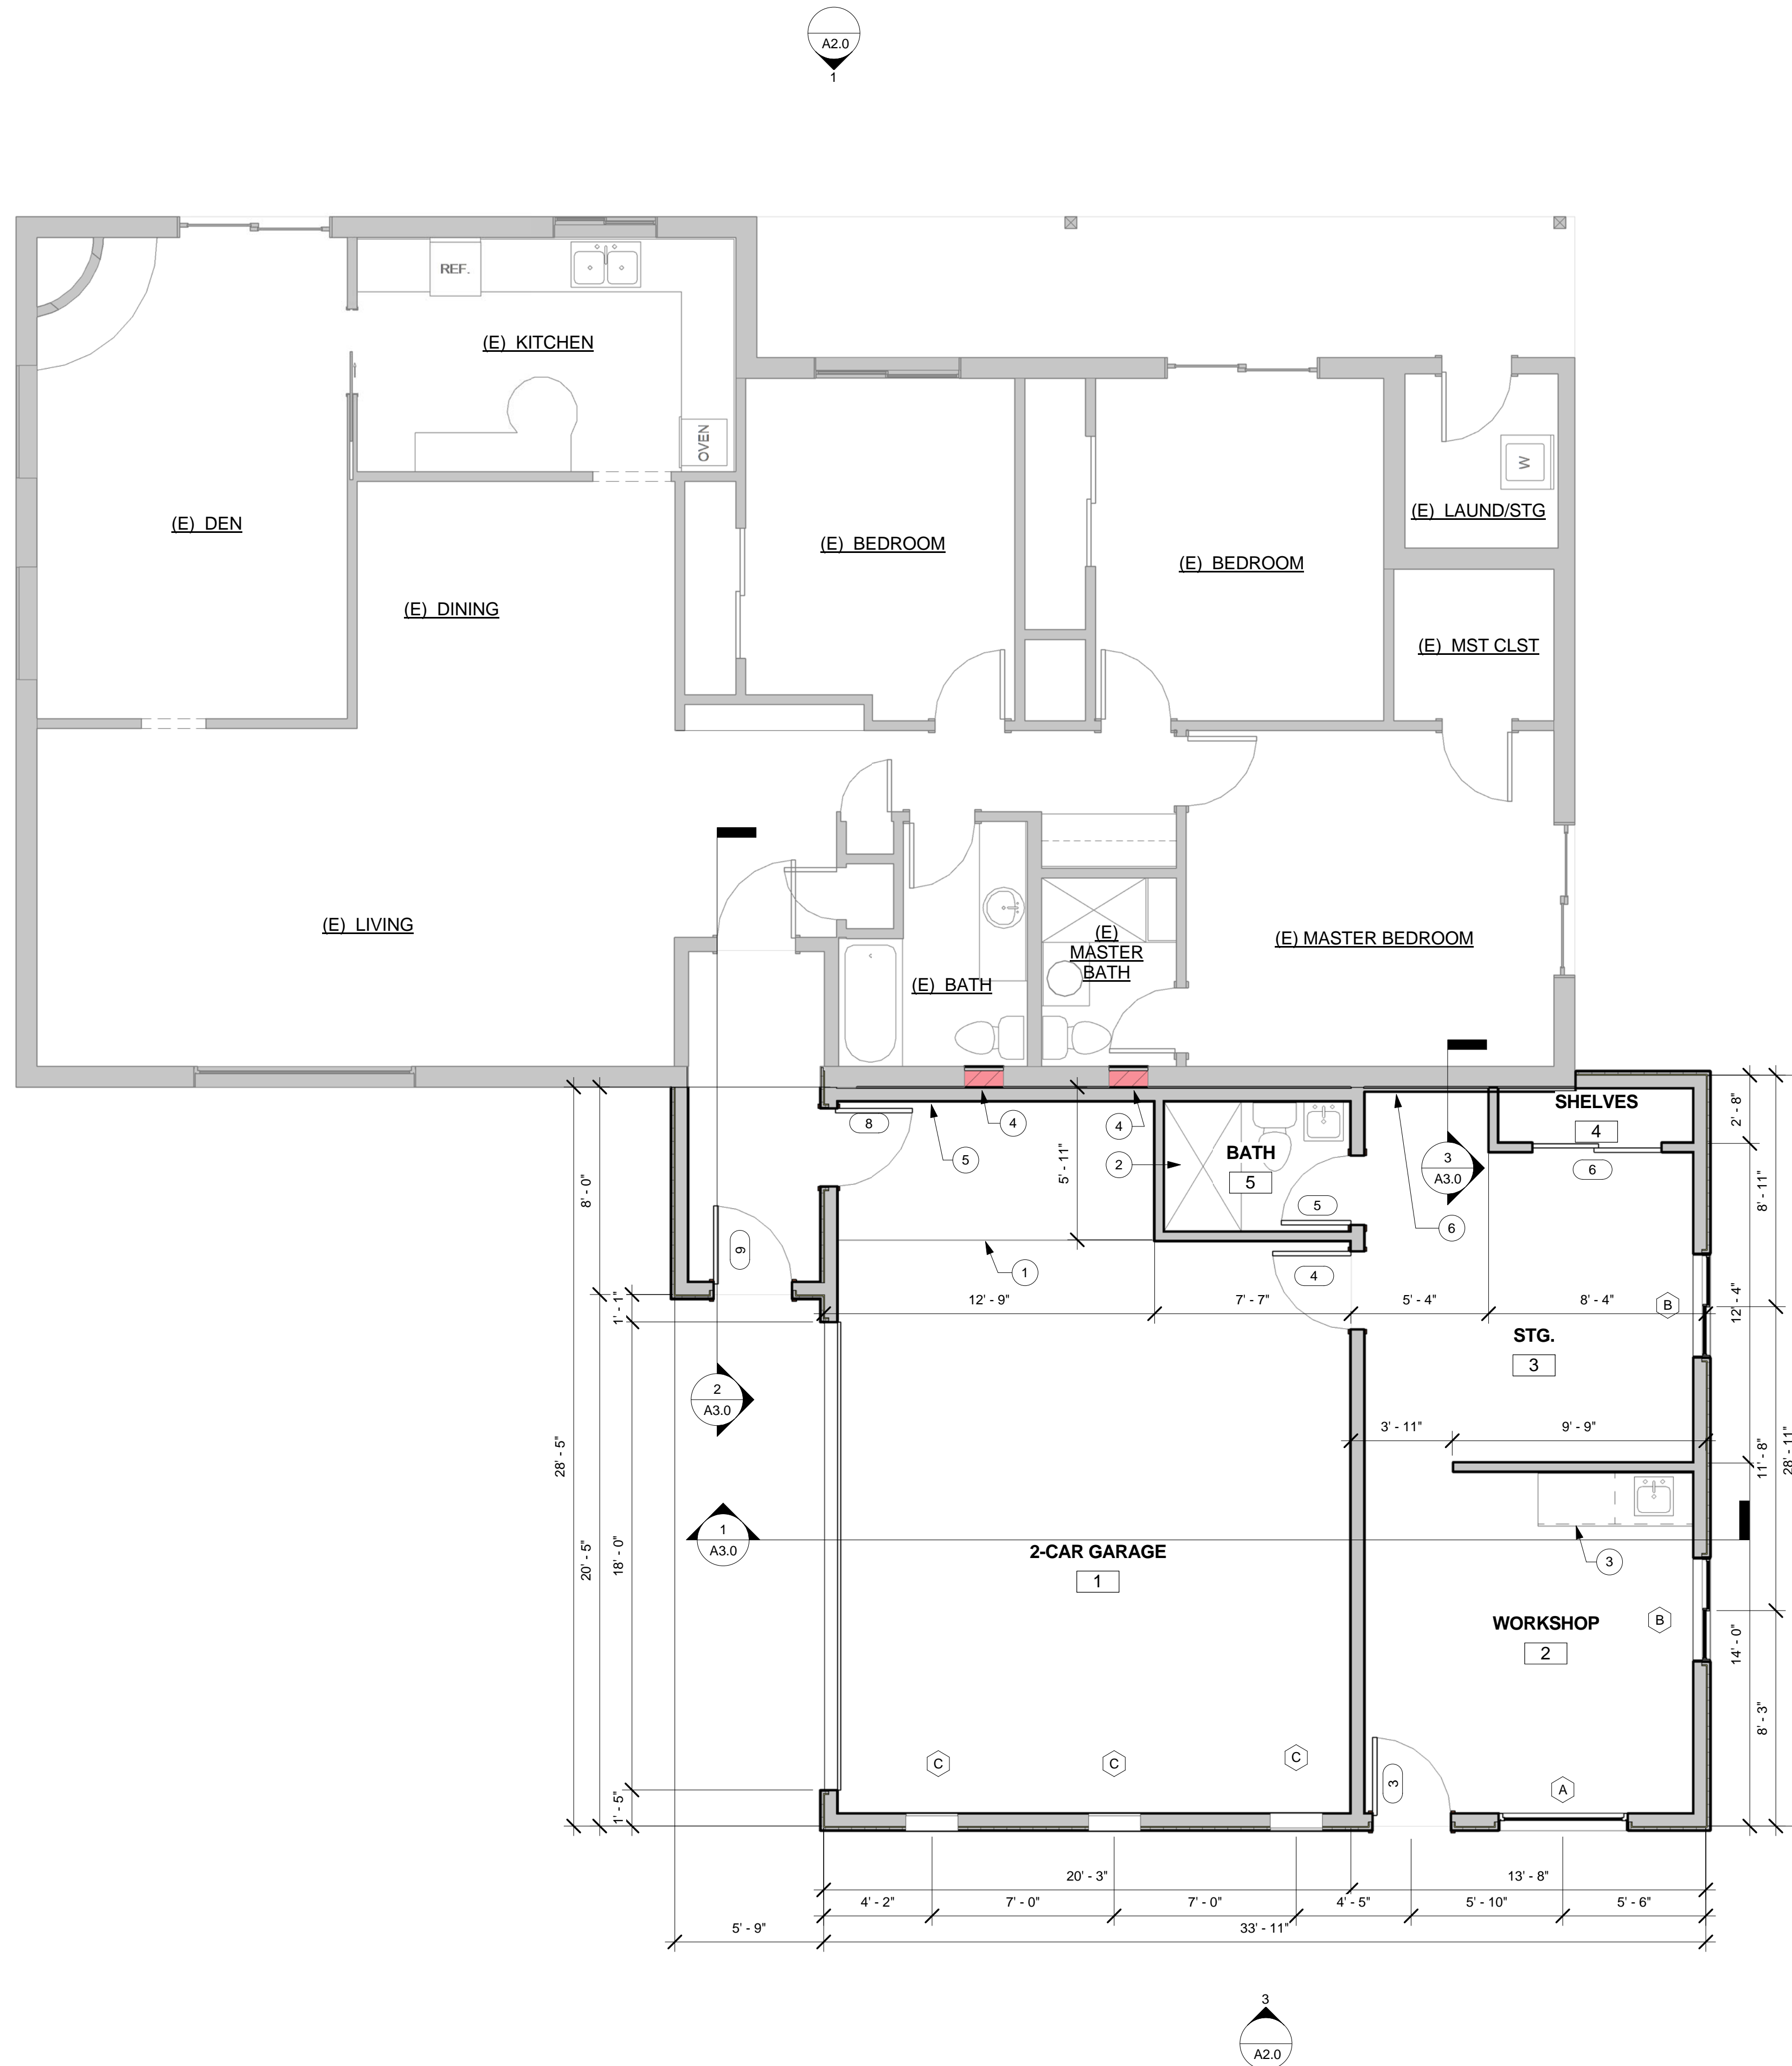 A2.0
1
REF.
(E) KITCHEN
OVEN
W
(E) LAUND/STG
(E) DEN
(E) BEDROOM
(E) BEDROOM
(E) DINING
(E) MST CLST
(E) LIVING
(E)
MASTER
BATH
(E) MASTER BEDROOM
(E) BATH
SHELVES
4
2' - 8"
8
4
4
5
5' - 11"
2
BATH
5
3
A3.0
6
8' - 11"
8' - 0"
5
6
9
1
4
1' - 1"
12' - 9"
7' - 7"
5' - 4"
8' - 4"
B
12' - 4"
STG.
3
2
A3.0
3' - 11"
9' - 9"
28' - 5"
11' - 8"
28' - 11"
20' - 5"
18' - 0"
1
A3.0
2-CAR GARAGE
1
3
WORKSHOP
2
B
14' - 0"
8' - 3"
C
C
C
3
A
1' - 5"
20' - 3"
13' - 8"
4' - 2"
7' - 0"
7' - 0"
4' - 5"
5' - 10"
5' - 6"
5' - 9"
33' - 11"
3
A2.0